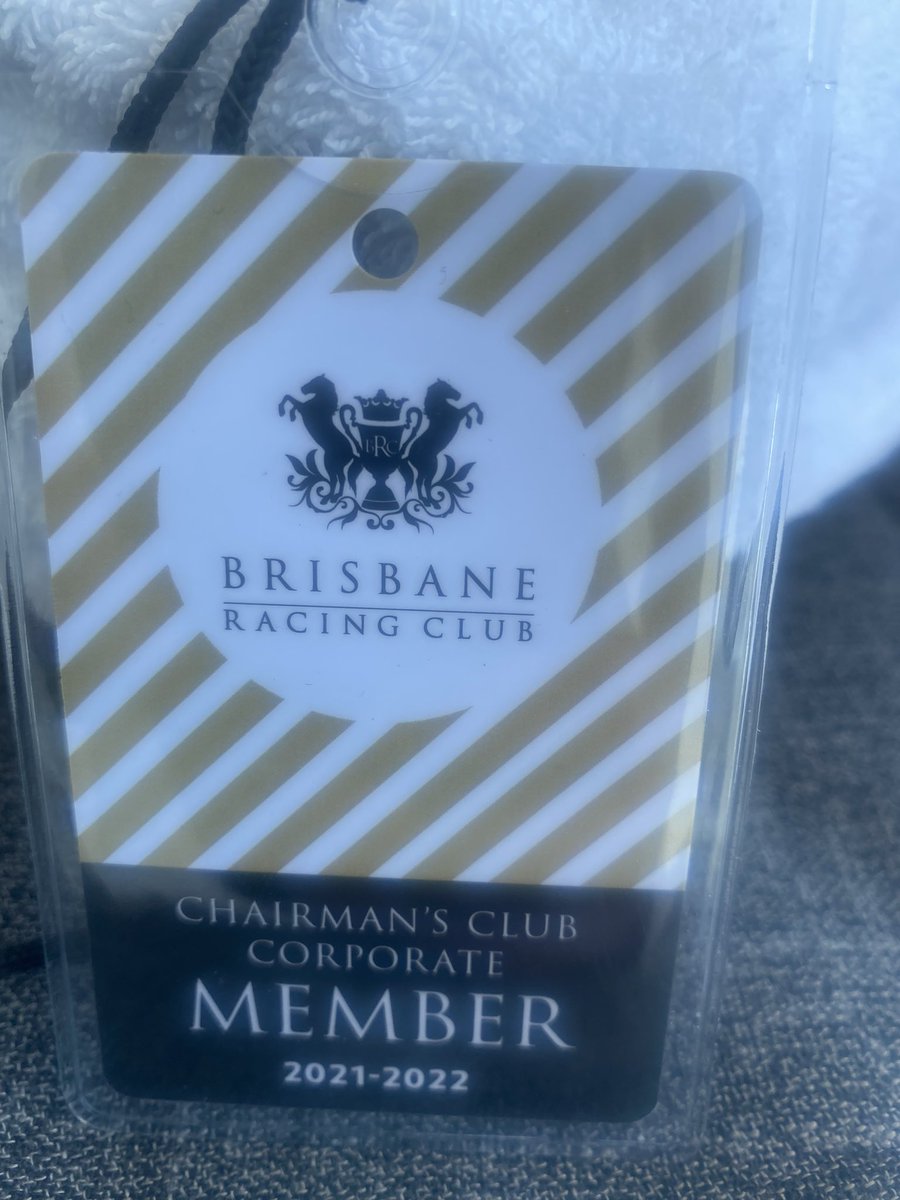 BRC
BRISBANE
RACING CLUB
CHAIRMAN'S CLUB
CORPORATE
MEMBER
2021-2022